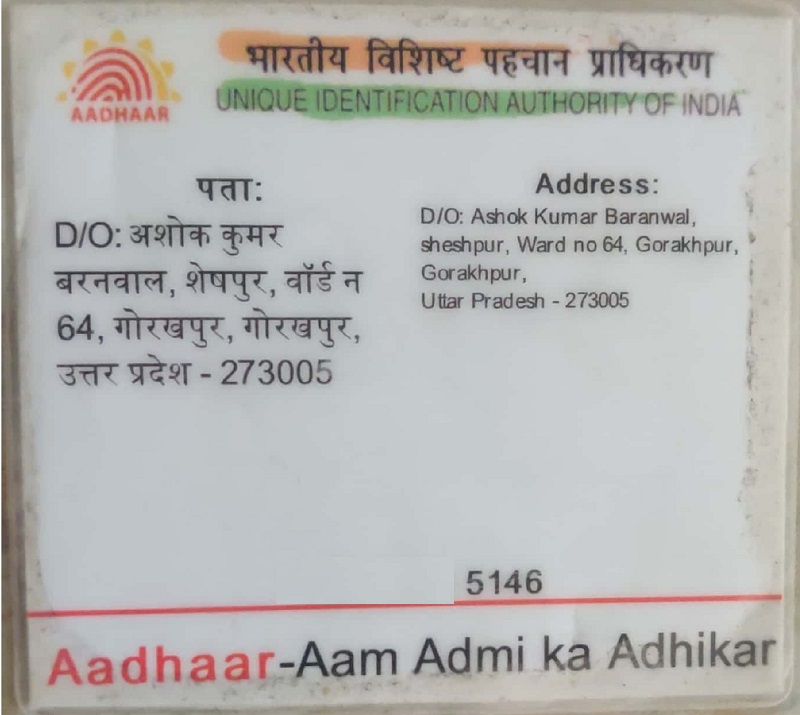 AADHAAR
भारतीय विशिष्ट पहचान प्राधिकरण
UNIQUE IDENTIFICATION AUTHORITY OF INDIA
पता:
D/O: अशोक कुमर
बरनवाल, शेषपुर, वॉर्ड न
64, गोरखपुर, गोरखपुर,
उत्तर प्रदेश - 273005
Address:
D/O: Ashok Kumar Baranwal,
sheshpur, Ward no 64, Gorakhpur,
Gorakhpur,
Uttar Pradesh - 273005
5146
Aadhaar-Aam Admi ka Adhikar